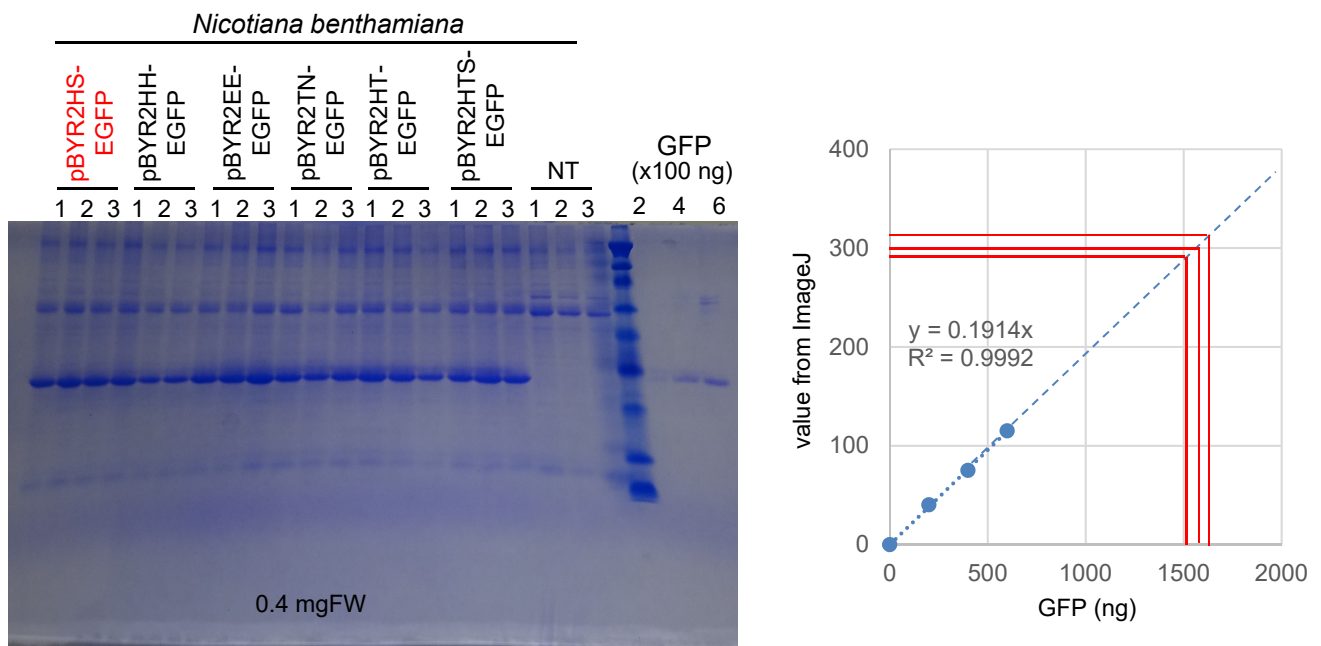 Nicotiana benthamiana
pBYR2HS-
EGFP
pBYR2HH-
EGFP
pBYR2EE-
EGFP
pBYR2TN-
EGFP
pBYR2HT-
EGFP
pBYR2HTS-
EGFP
NT
GFP
(x100 ng)
1 2 3 1 2 3 1 2 3 1 2 3 1 2 3 1 2 3 1 2 3 2 4 6
0.4 mgFW
value from ImageJ
400
300
200
100
0
y = 0.1914x
R² = 0.9992
0 500 1000 1500 2000
GFP (ng)